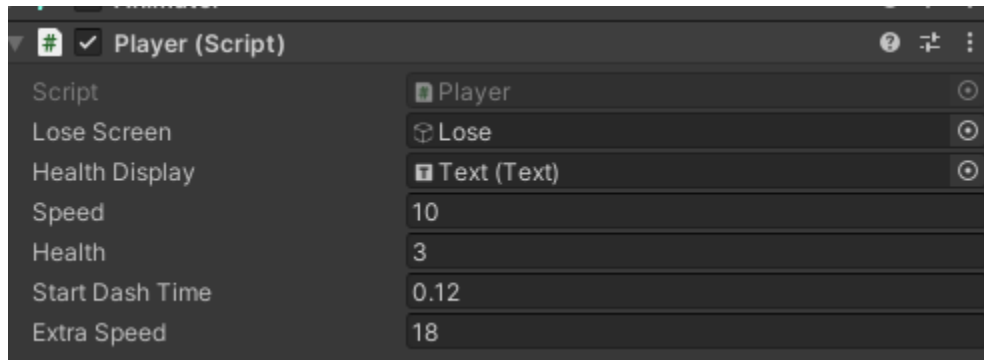 Player (Script)
Script Player
Lose Screen Lose
Health Display Text (Text)
Speed 10
Health 3
Start Dash Time 0.12
Extra Speed 18